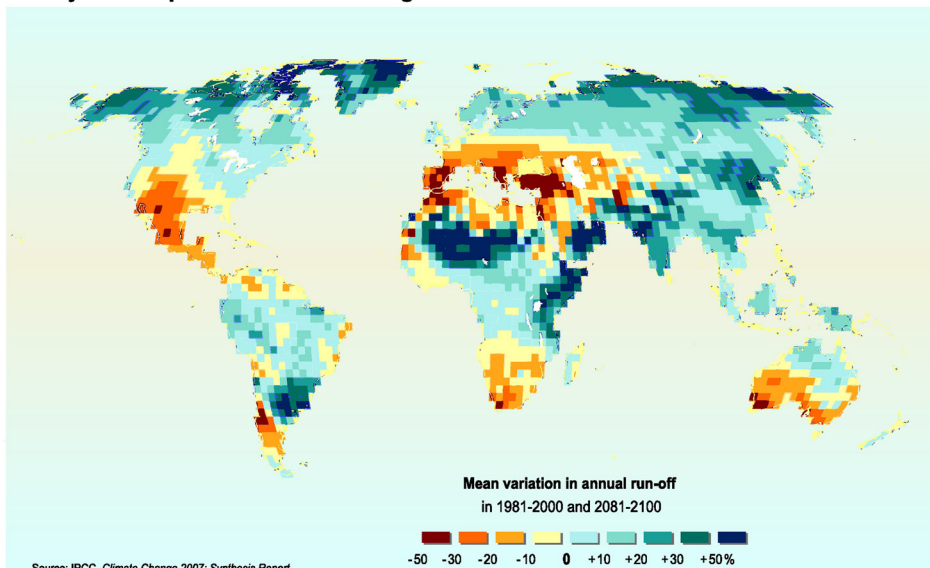 Mean variation in annual run-off
in 1981-2000 and 2081-2100
-50 -30 -20 -10 0 +10 +20 +30 +50%
Source: IPCC, Climate Change 2007: Synthesis Report